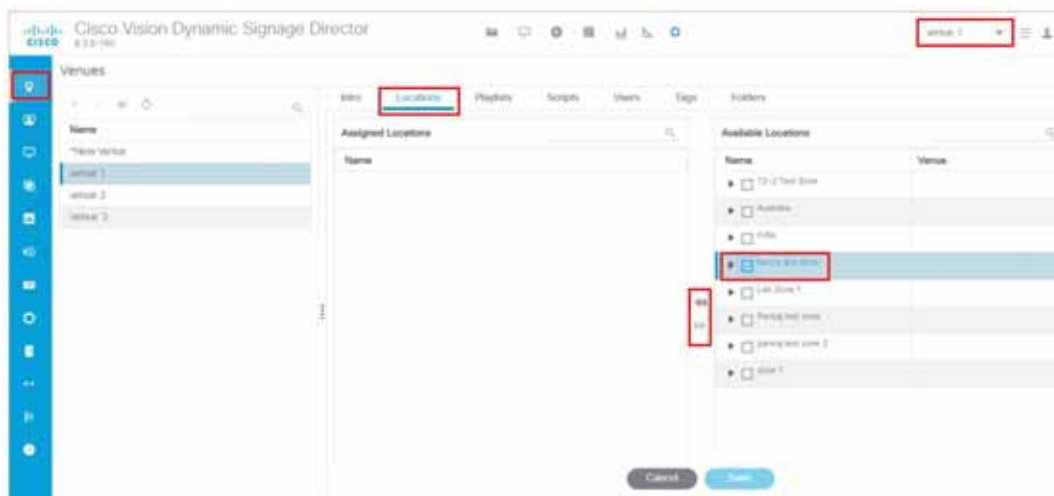 CISCO
Cisco Vision Dynamic Signage Director
venue 1
Venues
Intro
Locations
Playlists
Scripts
Users
Tags
Folders
Name
*New Venue
venue 1
venue 2
venue 3
Assigned Locations
Name
Available Locations
Name
Venue
Australia
India
Lab Zone 1
zone 1
Cancel
Save